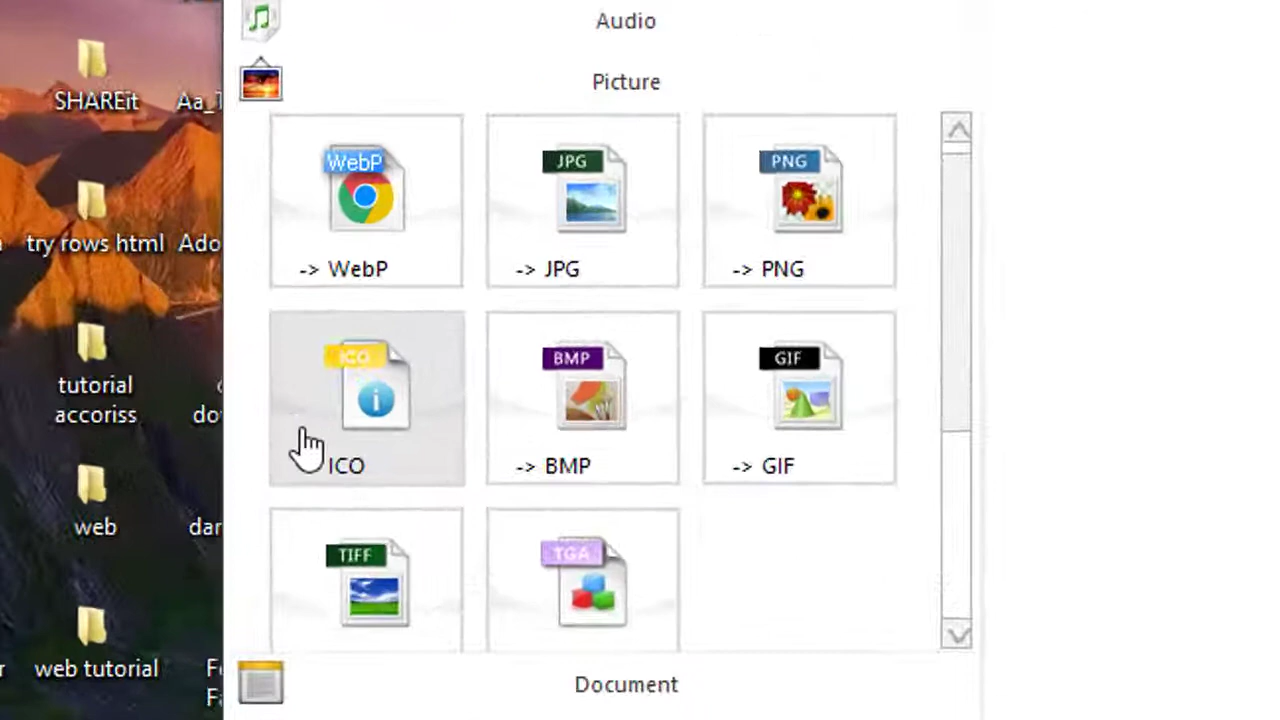 Audio
Picture
SHAREit
Aa_
WebP
JPG
PNG
-> WebP
-> JPG
-> PNG
try rows html
Ado
ICO
BMP
GIF
tutorial
accoriss
do
ICO
-> BMP
-> GIF
web
dar
TIFF
TGA
web tutorial
Document